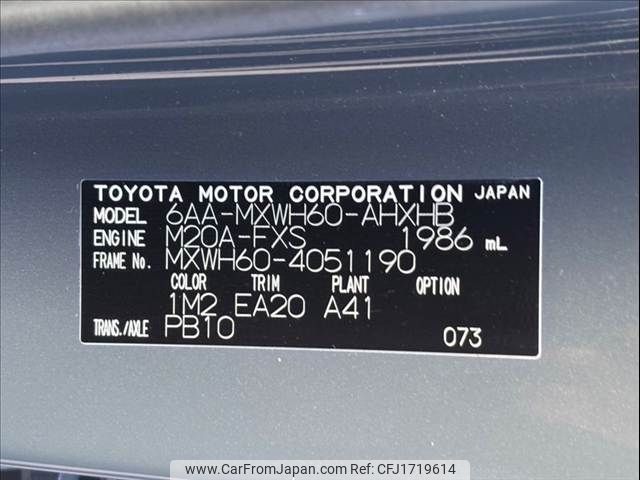 TOYOTA MOTOR CORPORATION JAPAN
MODEL 6AA-MXWH60-AHXHB
ENGINE M20A-FXS 1986 mL
FRAME No. MXWH60-4051190
COLOR TRIM PLANT OPTION
1M2 EA20 A41
TRANS./AXLE PB10 073
www.CarFromJapan.com Ref. Code: CFJ1719614